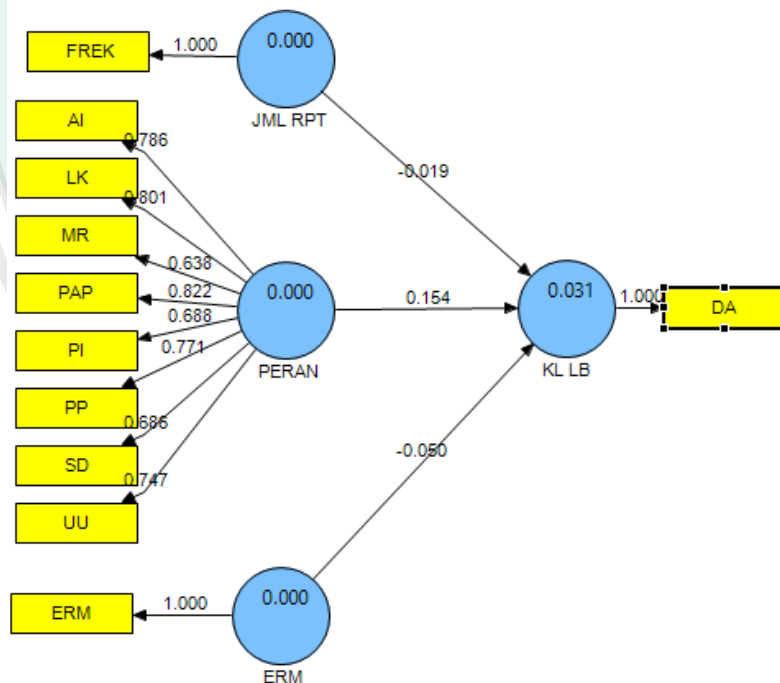 FREK
1.000
0.000
JML RPT
AI
0.786
LK
0.801
MR
0.638
PAP
0.822
PI
0.688
PP
0.771
SD
0.686
UU
0.747
0.000
PERAN
-0.019
0.154
-0.050
0.031
KL LB
1.000
DA
ERM
1.000
0.000
ERM